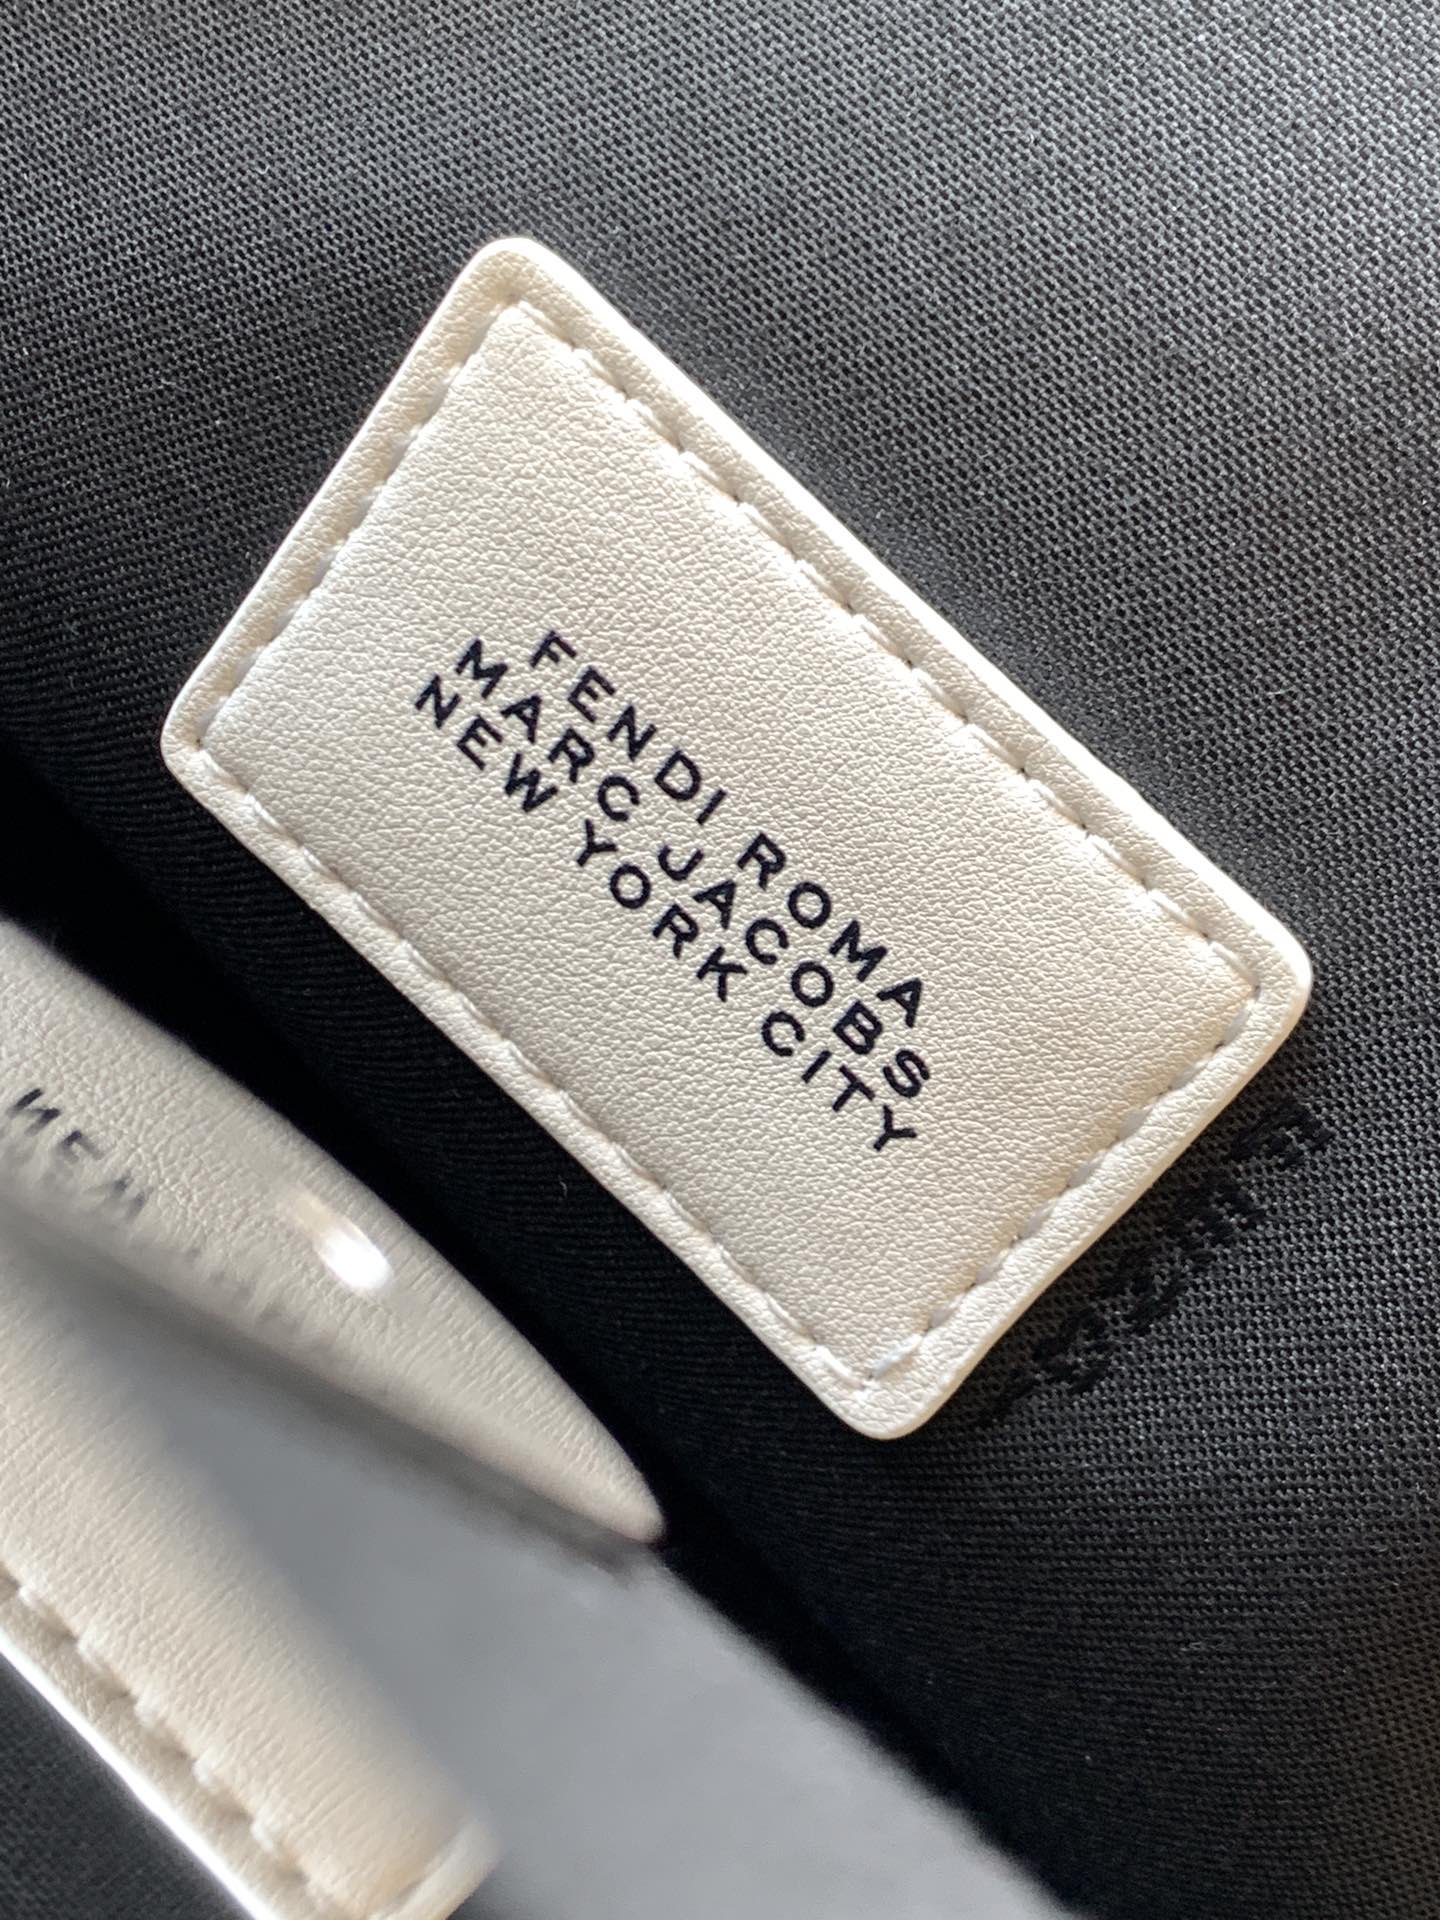 FENDI ROMA
MARC JACOBS
NEW YORK CITY